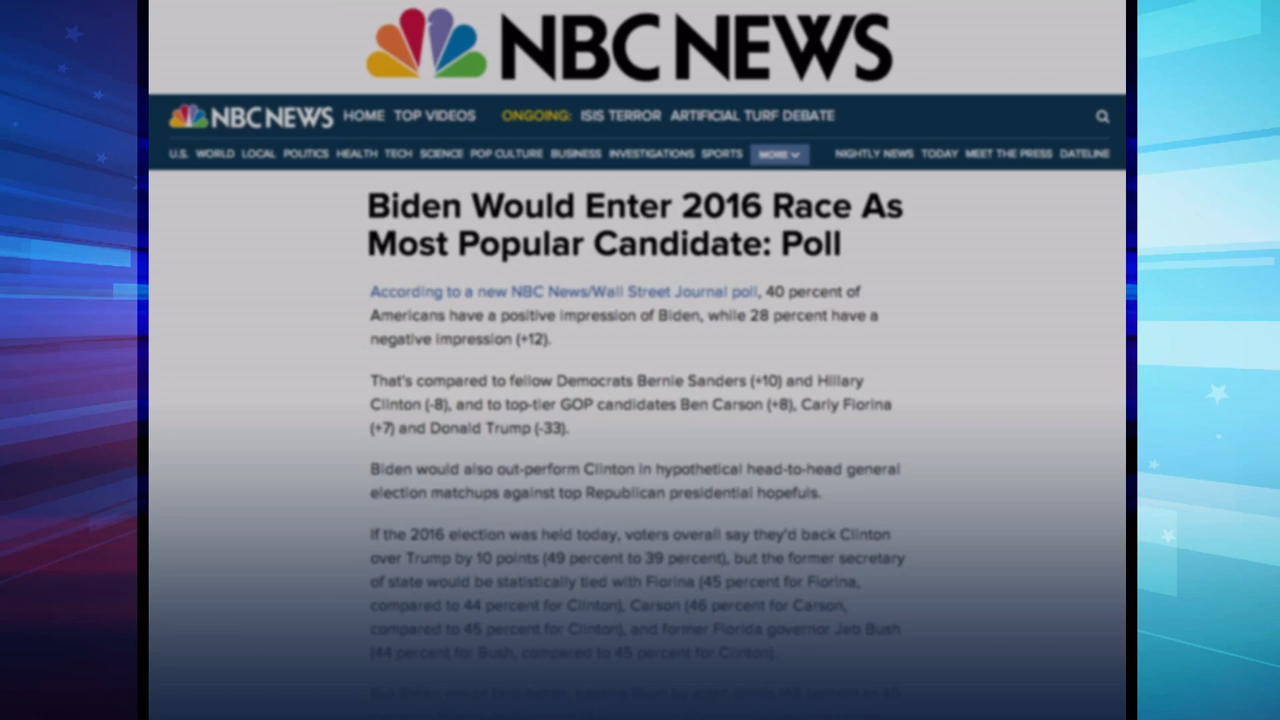 NBC NEWS
NBC NEWS HOME TOP VIDEOS ONGOING: ISIS TERROR ARTIFICIAL TURF DEBATE
U.S. WORLD LOCAL POLITICS HEALTH TECH SCIENCE POP CULTURE BUSINESS INVESTIGATIONS SPORTS MORE NIGHTLY NEWS TODAY MEET THE PRESS DATELINE
Biden Would Enter 2016 Race As
Most Popular Candidate: Poll
According to a new NBC News/Wall Street Journal poll, 40 percent of
Americans have a positive impression of Biden, while 28 percent have a
negative impression (+12).
That's compared to fellow Democrats Bernie Sanders (+10) and Hillary
Clinton (-8), and to top-tier GOP candidates Ben Carson (+8), Carly Fiorina
(+7) and Donald Trump (-33).
Biden would also out-perform Clinton in hypothetical head-to-head general
election matchups against top Republican presidential hopefuls.
If the 2016 election was held today, voters overall say they'd back Clinton
over Trump by 10 points (49 percent to 39 percent), but the former secretary
of state would be statistically tied with Fiorina (45 percent for Fiorina,
compared to 44 percent for Clinton), Carson (46 percent for Carson,
compared to 45 percent for Clinton), and former Florida governor Jeb Bush
(44 percent for Bush, compared to 45 percent for Clinton).